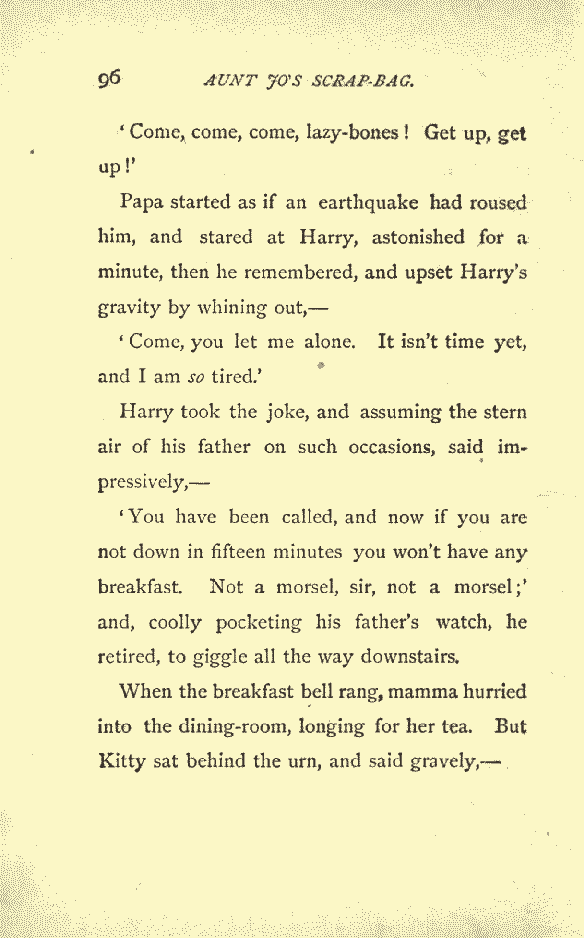 96 AUNT JO'S SCRAP-BAG.
‘Come, come, come, lazy-bones! Get up, get
up!’
Papa started as if an earthquake had roused
him, and stared at Harry, astonished for a
minute, then he remembered, and upset Harry’s
gravity by whining out,—
‘Come, you let me alone. It isn’t time yet,
and I am so tired.’
Harry took the joke, and assuming the stern
air of his father on such occasions, said im-
pressively,—
‘You have been called, and now if you are
not down in fifteen minutes you won’t have any
breakfast. Not a morsel, sir, not a morsel;’
and, coolly pocketing his father’s watch, he
retired, to giggle all the way downstairs.
When the breakfast bell rang, mamma hurried
into the dining-room, longing for her tea. But
Kitty sat behind the urn, and said gravely,—